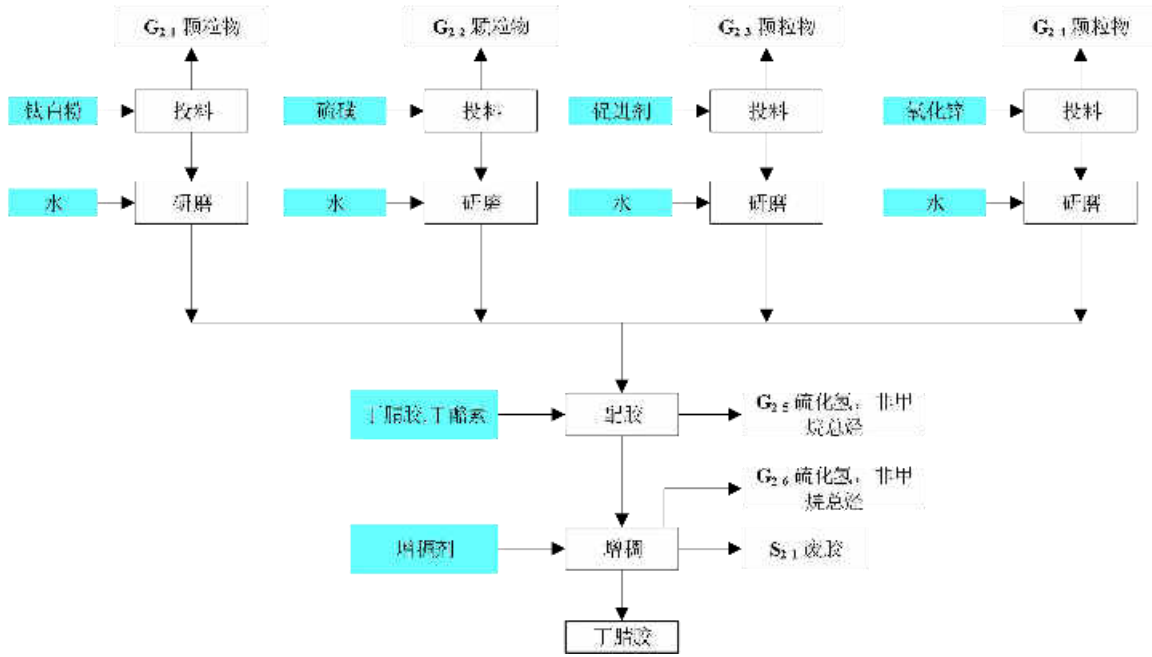 G₂₋₁ 颗粒物 G₂₋₂ 颗粒物 G₂₋₃ 颗粒物 G₂₋₄ 颗粒物
钛白粉 投料 硫磺 投料 促进剂 投料 氧化锌 投料
水 研磨 水 研磨 水 研磨 水 研磨
丁腈胶、丁酪素 配胶 G₂₋₅ 硫化氢、非甲
烷总烃
G₂₋₆ 硫化氢、非甲
烷总烃
增稠剂 增稠 S₂₋₁ 废胶
丁腈胶